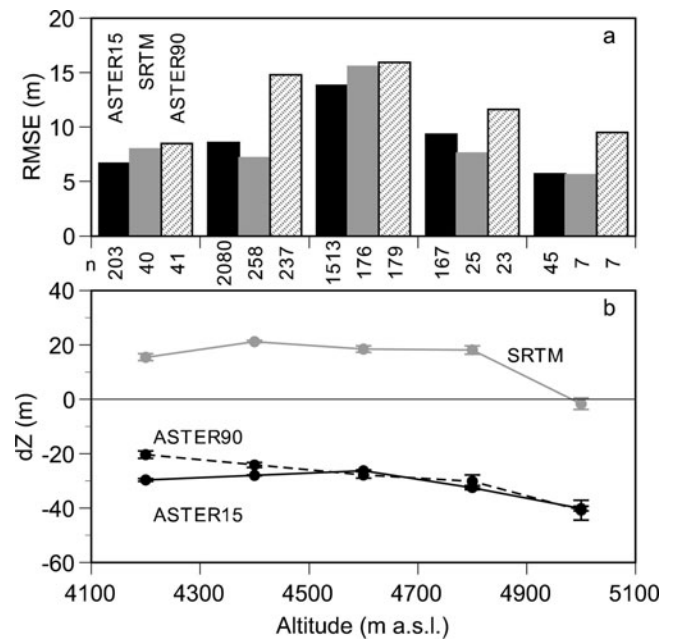 20
15
10
5
0
RMSE (m)
ASTER15
SRTM
ASTER90
a
n 203 40 41 2080 258 237 1513 176 179 167 25 23 45 7 7
40
20
0
-20
-40
-60
dZ (m)
b
SRTM
ASTER90
ASTER15
4100 4300 4500 4700 4900 5100
Altitude (m a.s.l.)